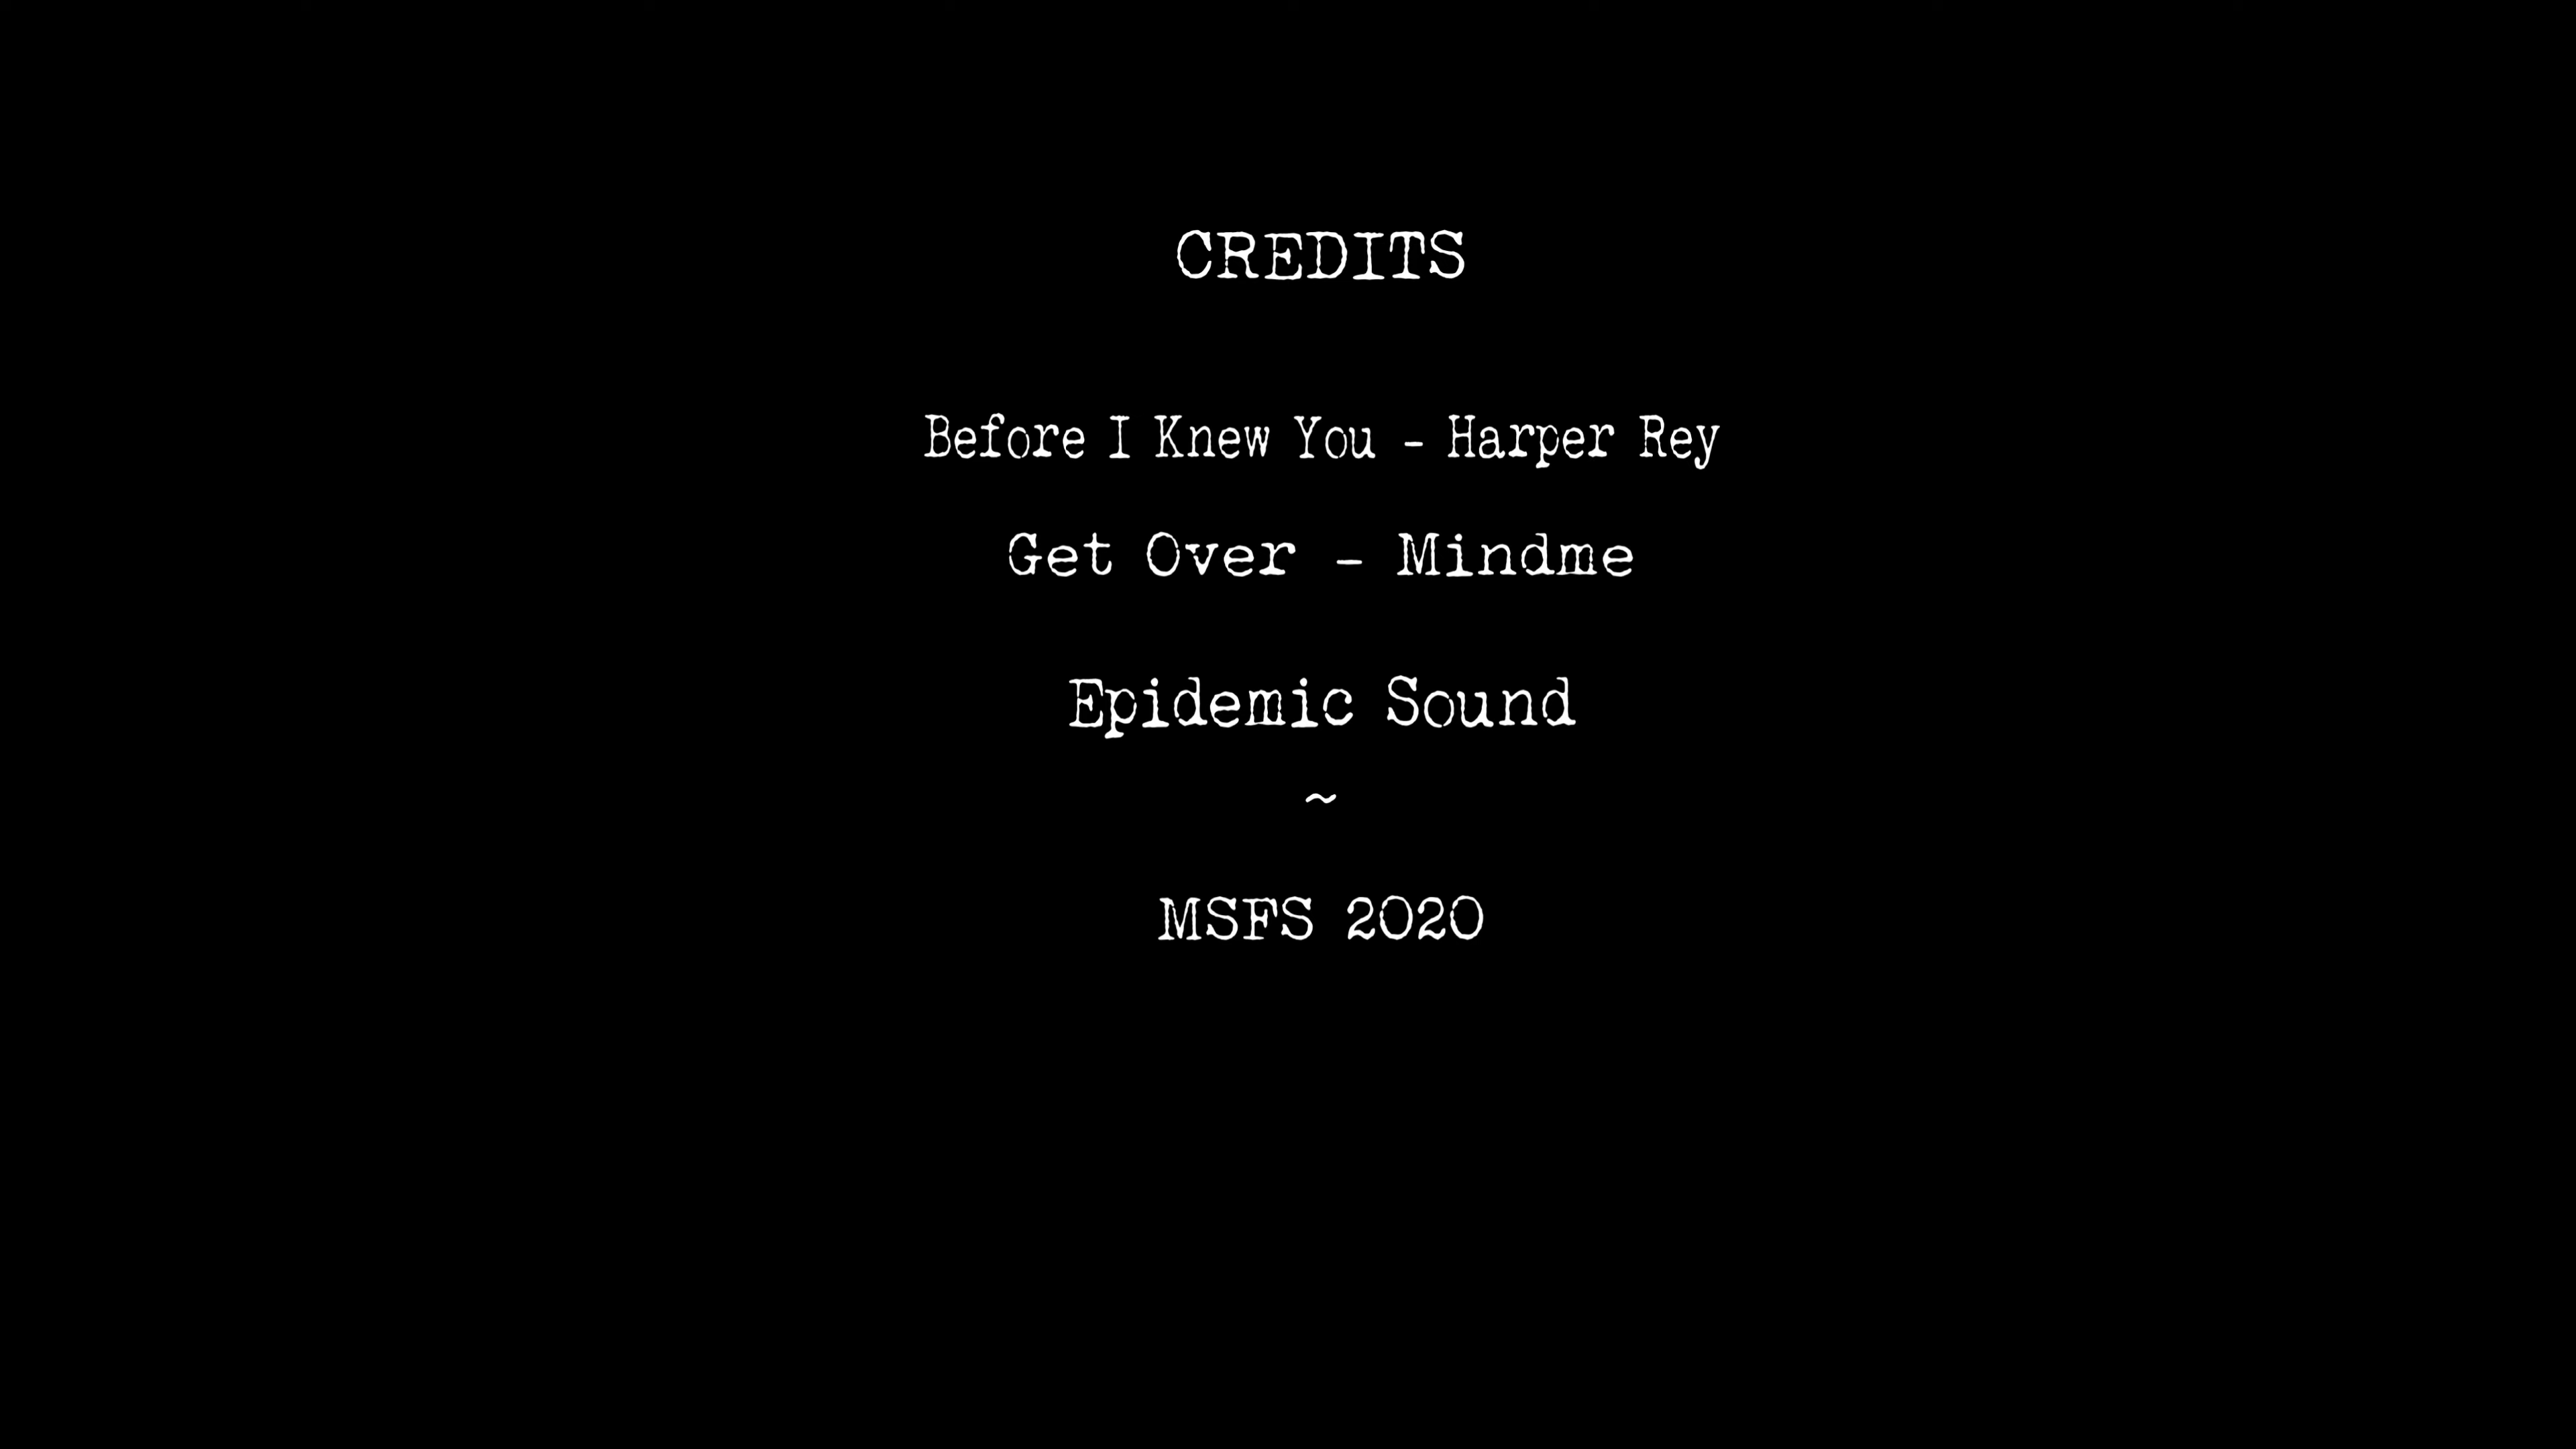 CREDITS
Before I Knew You - Harper Rey
Get Over - Mindme
Epidemic Sound
~
MSFS 2020